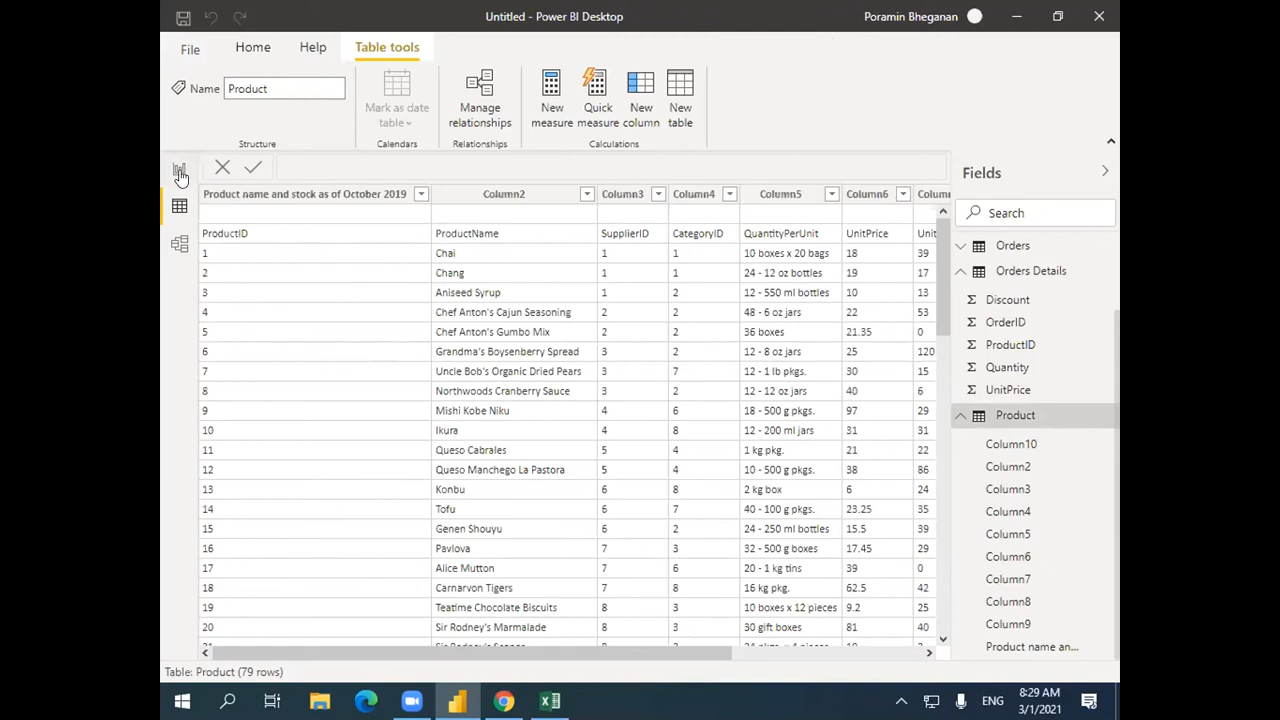 Untitled - Power BI Desktop
Poramin Bheganan
File Home Help Table tools
Name Product
Mark as date table
Manage relationships
New measure
Quick measure
New column
New table
Structure Calendars Relationships Calculations
Fields
Search
Product name and stock as of October 2019 Column2 Column3 Column4 Column5 Column6 Column
ProductID ProductName SupplierID CategoryID QuantityPerUnit UnitPrice Unit
1 Chai 1 1 10 boxes x 20 bags 18 39
2 Chang 1 1 24 - 12 oz bottles 19 17
3 Aniseed Syrup 1 2 12 - 550 ml bottles 10 13
4 Chef Anton's Cajun Seasoning 2 2 48 - 6 oz jars 22 53
5 Chef Anton's Gumbo Mix 2 2 36 boxes 21.35 0
6 Grandma's Boysenberry Spread 3 2 12 - 8 oz jars 25 120
7 Uncle Bob's Organic Dried Pears 3 7 12 - 1 lb pkgs. 30 15
8 Northwoods Cranberry Sauce 3 2 12 - 12 oz jars 40 6
9 Mishi Kobe Niku 4 6 18 - 500 g pkgs. 97 29
10 Ikura 4 8 12 - 200 ml jars 31 31
11 Queso Cabrales 5 4 1 kg pkg. 21 22
12 Queso Manchego La Pastora 5 4 10 - 500 g pkgs. 38 86
13 Konbu 6 8 2 kg box 6 24
14 Tofu 6 7 40 - 100 g pkgs. 23.25 35
15 Genen Shouyu 6 2 24 - 250 ml bottles 15.5 39
16 Pavlova 7 3 32 - 500 g boxes 17.45 29
17 Alice Mutton 7 6 20 - 1 kg tins 39 0
18 Carnarvon Tigers 7 8 16 kg pkg. 62.5 42
19 Teatime Chocolate Biscuits 8 3 10 boxes x 12 pieces 9.2 25
20 Sir Rodney's Marmalade 8 3 30 gift boxes 81 40
Orders
Orders Details
Discount
OrderID
ProductID
Quantity
UnitPrice
Product
Column10
Column2
Column3
Column4
Column5
Column6
Column7
Column8
Column9
Product name an...
Table: Product (79 rows)
ENG
8:29 AM
3/1/2021